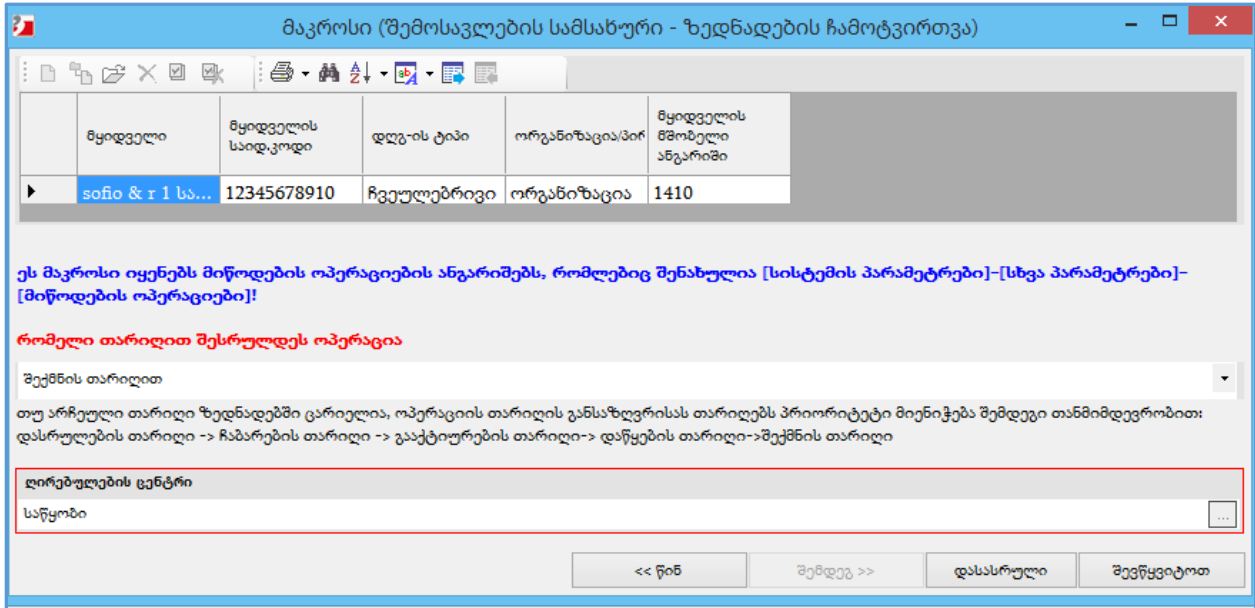 მაკროსი (შემოსავლების სამსახური - ზედნადების ჩამოტვირთვა)
მყიდველი
მყიდველის საიდ.კოდი
დღგ-ის ტიპი
ორგანიზაცია/პირ
მყიდველის მშობელი ანგარიში
sofio & r 1 სა...
12345678910
ჩვეულებრივი
ორგანიზაცია
1410
ეს მაკროსი იყენებს მიწოდების ოპერაციების ანგარიშებს, რომლებიც შენახულია [სისტემის პარამეტრები]-[სხვა პარამეტრები]-
[მიწოდების ოპერაციები]!
რომელი თარიღით შესრულდეს ოპერაცია
შექმნის თარიღით
თუ არჩეული თარიღი ზედნადებში ცარიელია, ოპერაციის თარიღის განსაზღვრისას თარიღებს პრიორიტეტი მიენიჭება შემდეგი თანმიმდევრობით:
დასრულების თარიღი -> ჩაბარების თარიღი -> გააქტიურების თარიღი-> დაწყების თარიღი->შექმნის თარიღი
ღირებულების ცენტრი
საწყობი
...
<< წინ
შემდეგ >>
დასასრული
შევწყვიტოთ